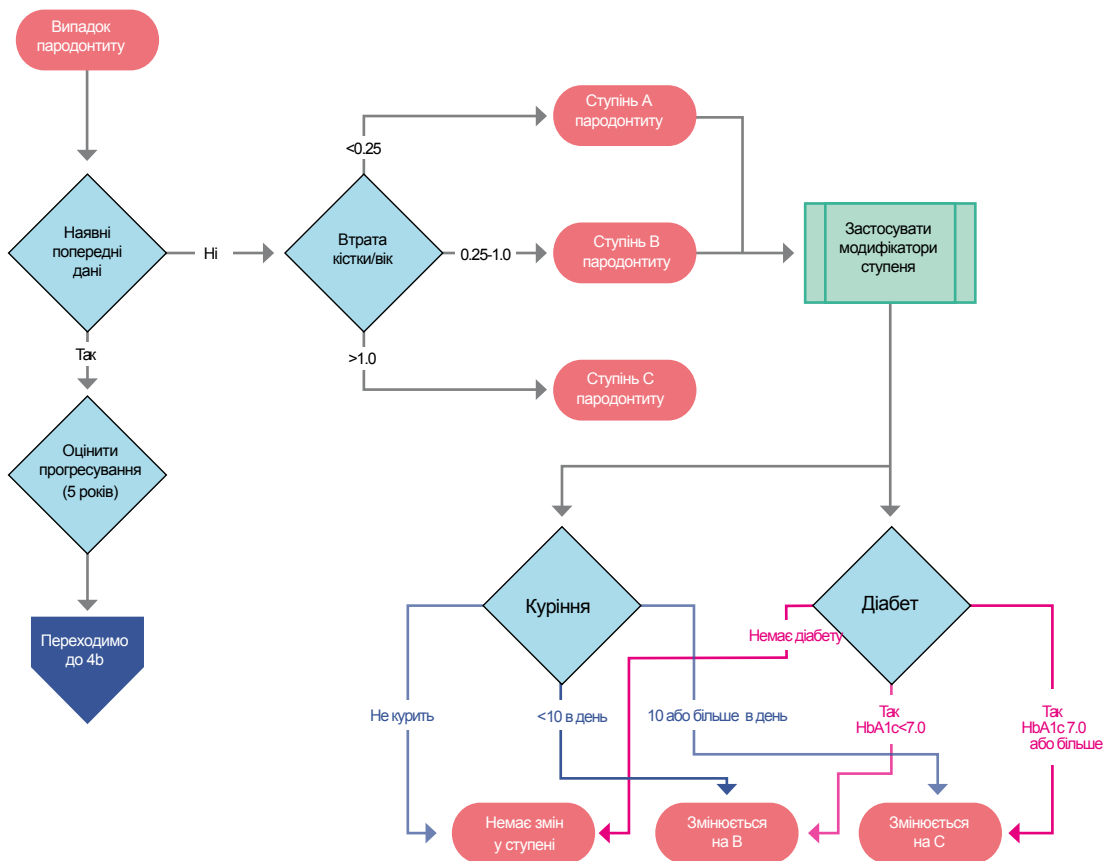 Випадок
пародонтиту
Ступінь А
пародонтиту
<0.25
Наявні
попередні
дані
Ні
Втрата
кістки/вік
0.25-1.0
Ступінь В
пародонтиту
Застосувати
модифікатори
ступеня
Так
>1.0
Ступінь С
пародонтиту
Оцінити
прогресування
(5 років)
Переходимо
до 4b
Куріння
Діабет
Немає діабету
Не курить
<10 в день
10 або більше в день
Так
HbA1c<7.0
Так
HbA1c 7.0
або більше
Немає змін
у ступені
Змінюється
на В
Змінюється
на С